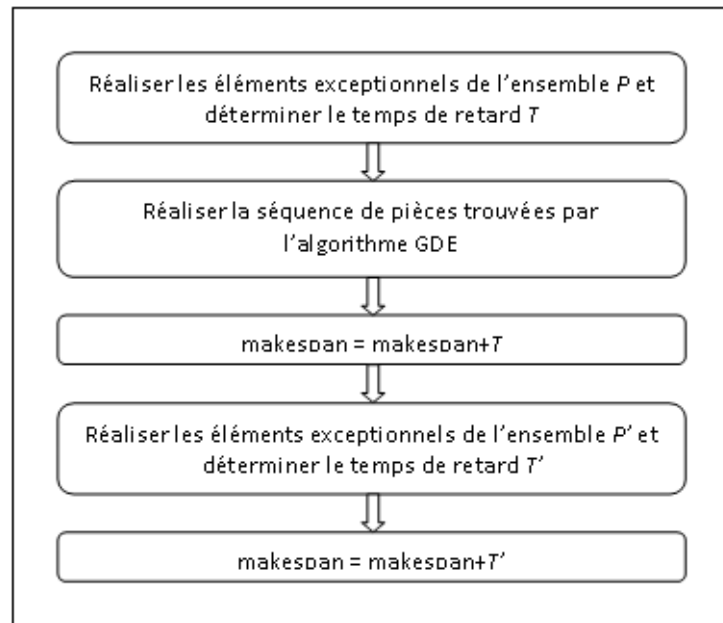 Réaliser les éléments exceptionnels de l'ensemble P et
déterminer le temps de retard T
Réaliser la séquence de pièces trouvées par
l'algorithme GDE
makespan = makespan+T
Réaliser les éléments exceptionnels de l'ensemble P' et
déterminer le temps de retard T'
makespan = makespan+T'